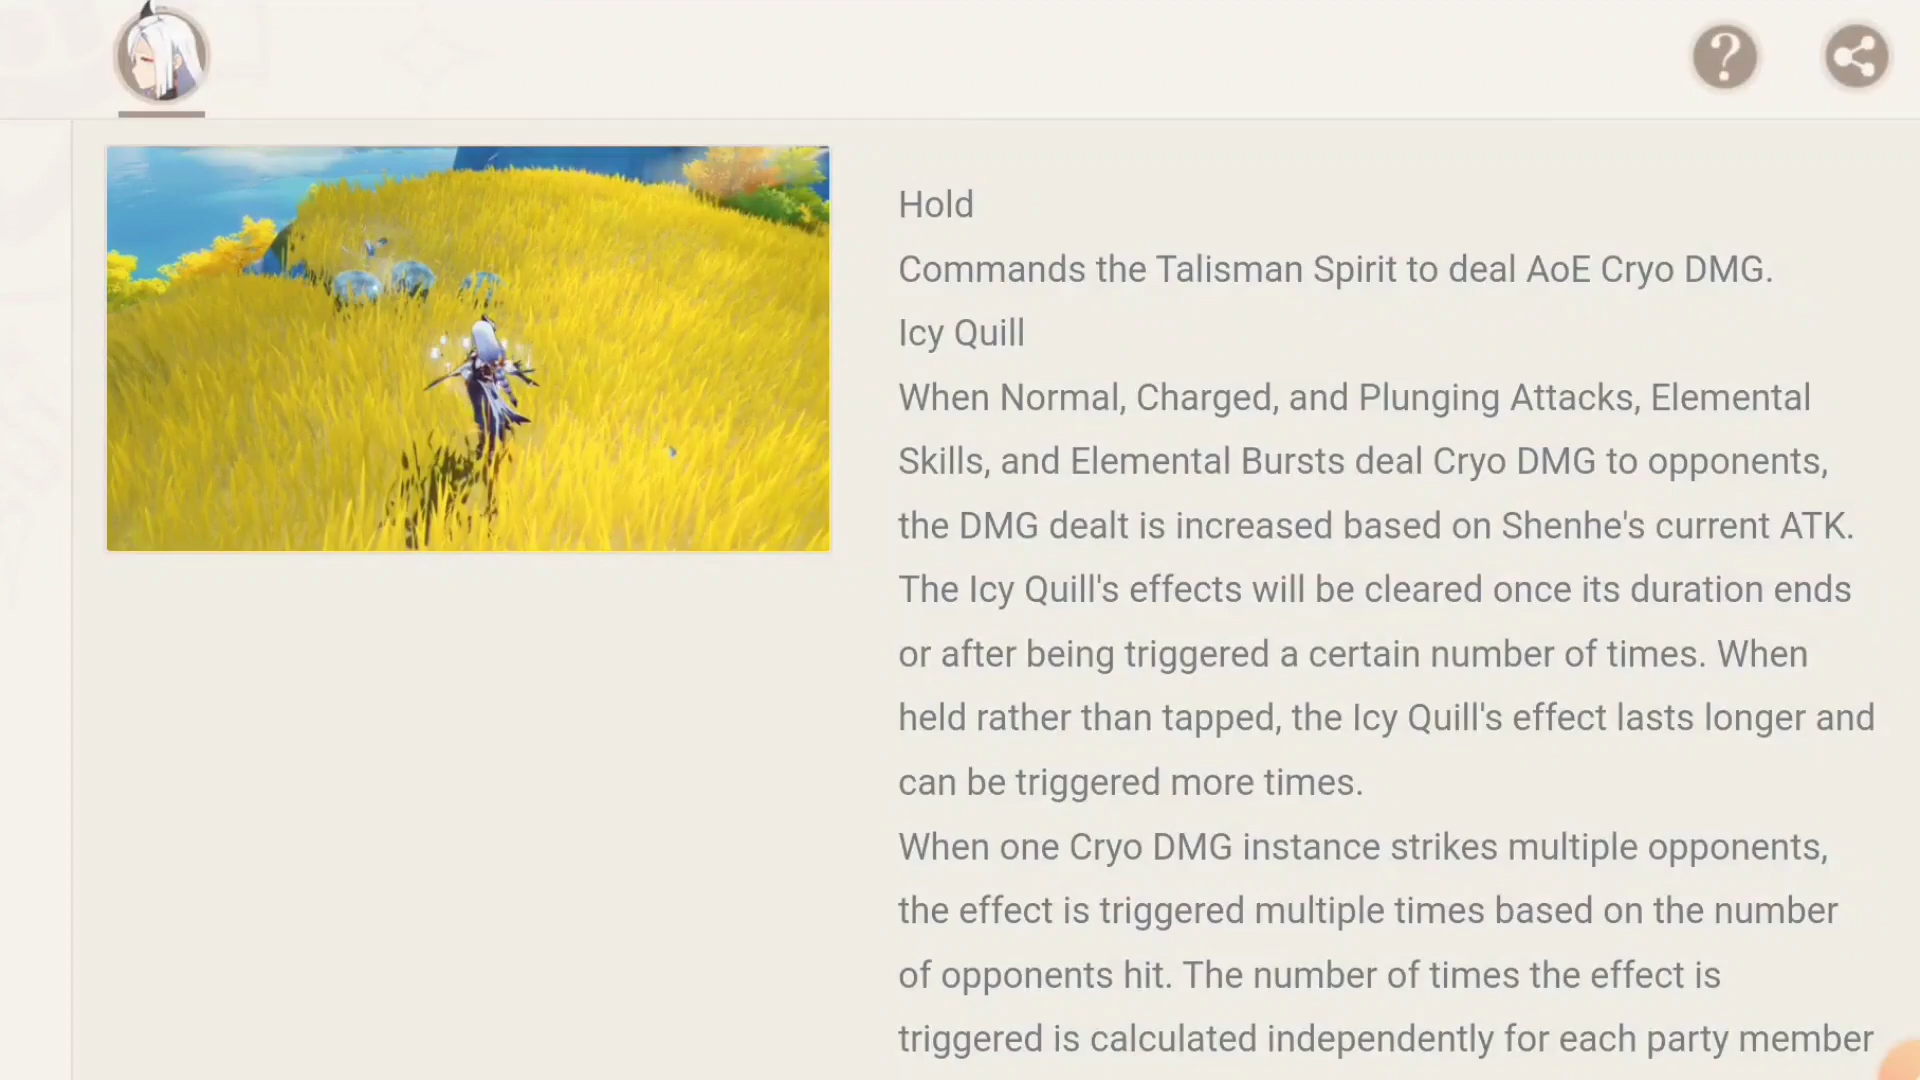 Hold
Commands the Talisman Spirit to deal AoE Cryo DMG.
Icy Quill
When Normal, Charged, and Plunging Attacks, Elemental
Skills, and Elemental Bursts deal Cryo DMG to opponents,
the DMG dealt is increased based on Shenhe's current ATK.
The Icy Quill's effects will be cleared once its duration ends
or after being triggered a certain number of times. When
held rather than tapped, the Icy Quill's effect lasts longer and
can be triggered more times.
When one Cryo DMG instance strikes multiple opponents,
the effect is triggered multiple times based on the number
of opponents hit. The number of times the effect is
triggered is calculated independently for each party member